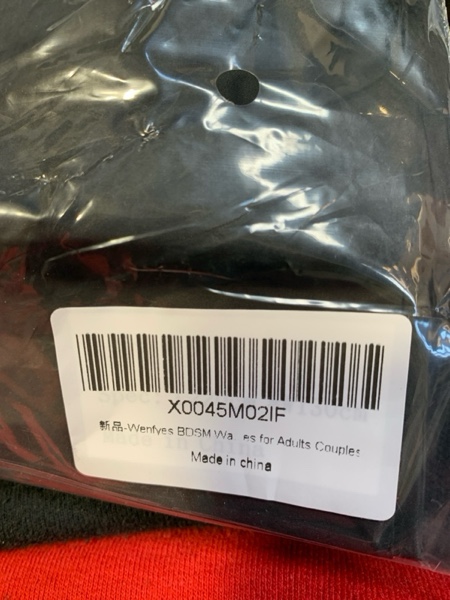 X0045M02IF
新品-Wenfyes BDSM Wa es for Adults Couples
Made in china